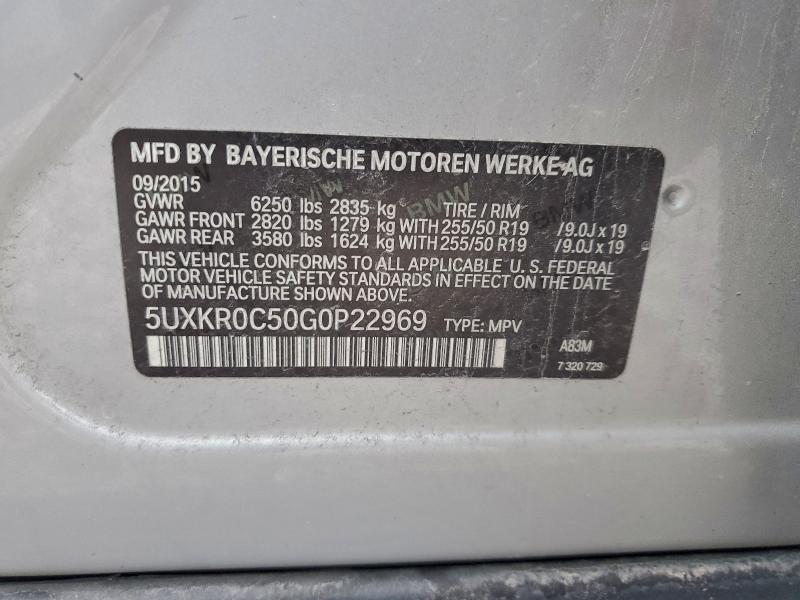 MFD BY BAYERISCHE MOTOREN WERKE AG
09/2015
GVWR 6250 lbs 2835 kg TIRE / RIM
GAWR FRONT 2820 lbs 1279 kg WITH 255/50 R19 /9.0J x 19
GAWR REAR 3580 lbs 1624 kg WITH 255/50 R19 /9.0J x 19
THIS VEHICLE CONFORMS TO ALL APPLICABLE U. S. FEDERAL
MOTOR VEHICLE SAFETY STANDARDS IN EFFECT ON THE DATE
OF MANUFACTURE SHOWN ABOVE.
5UXKR0C50G0P22969 TYPE: MPV
A83M
7 320 729
BMW
BMW